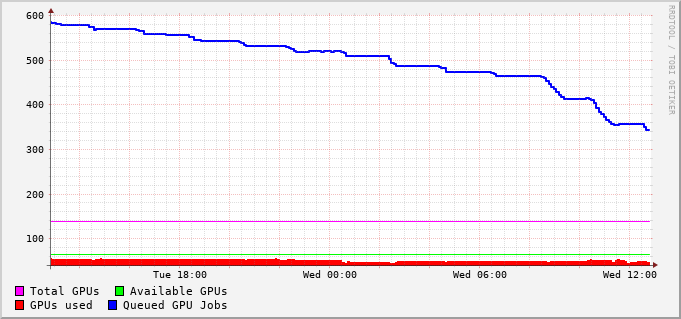 600
500
400
300
200
100
Tue 18:00 Wed 00:00 Wed 06:00 Wed 12:00
Total GPUs Available GPUs
GPUs used Queued GPU Jobs
RRDTOOL / TOBI OETIKER